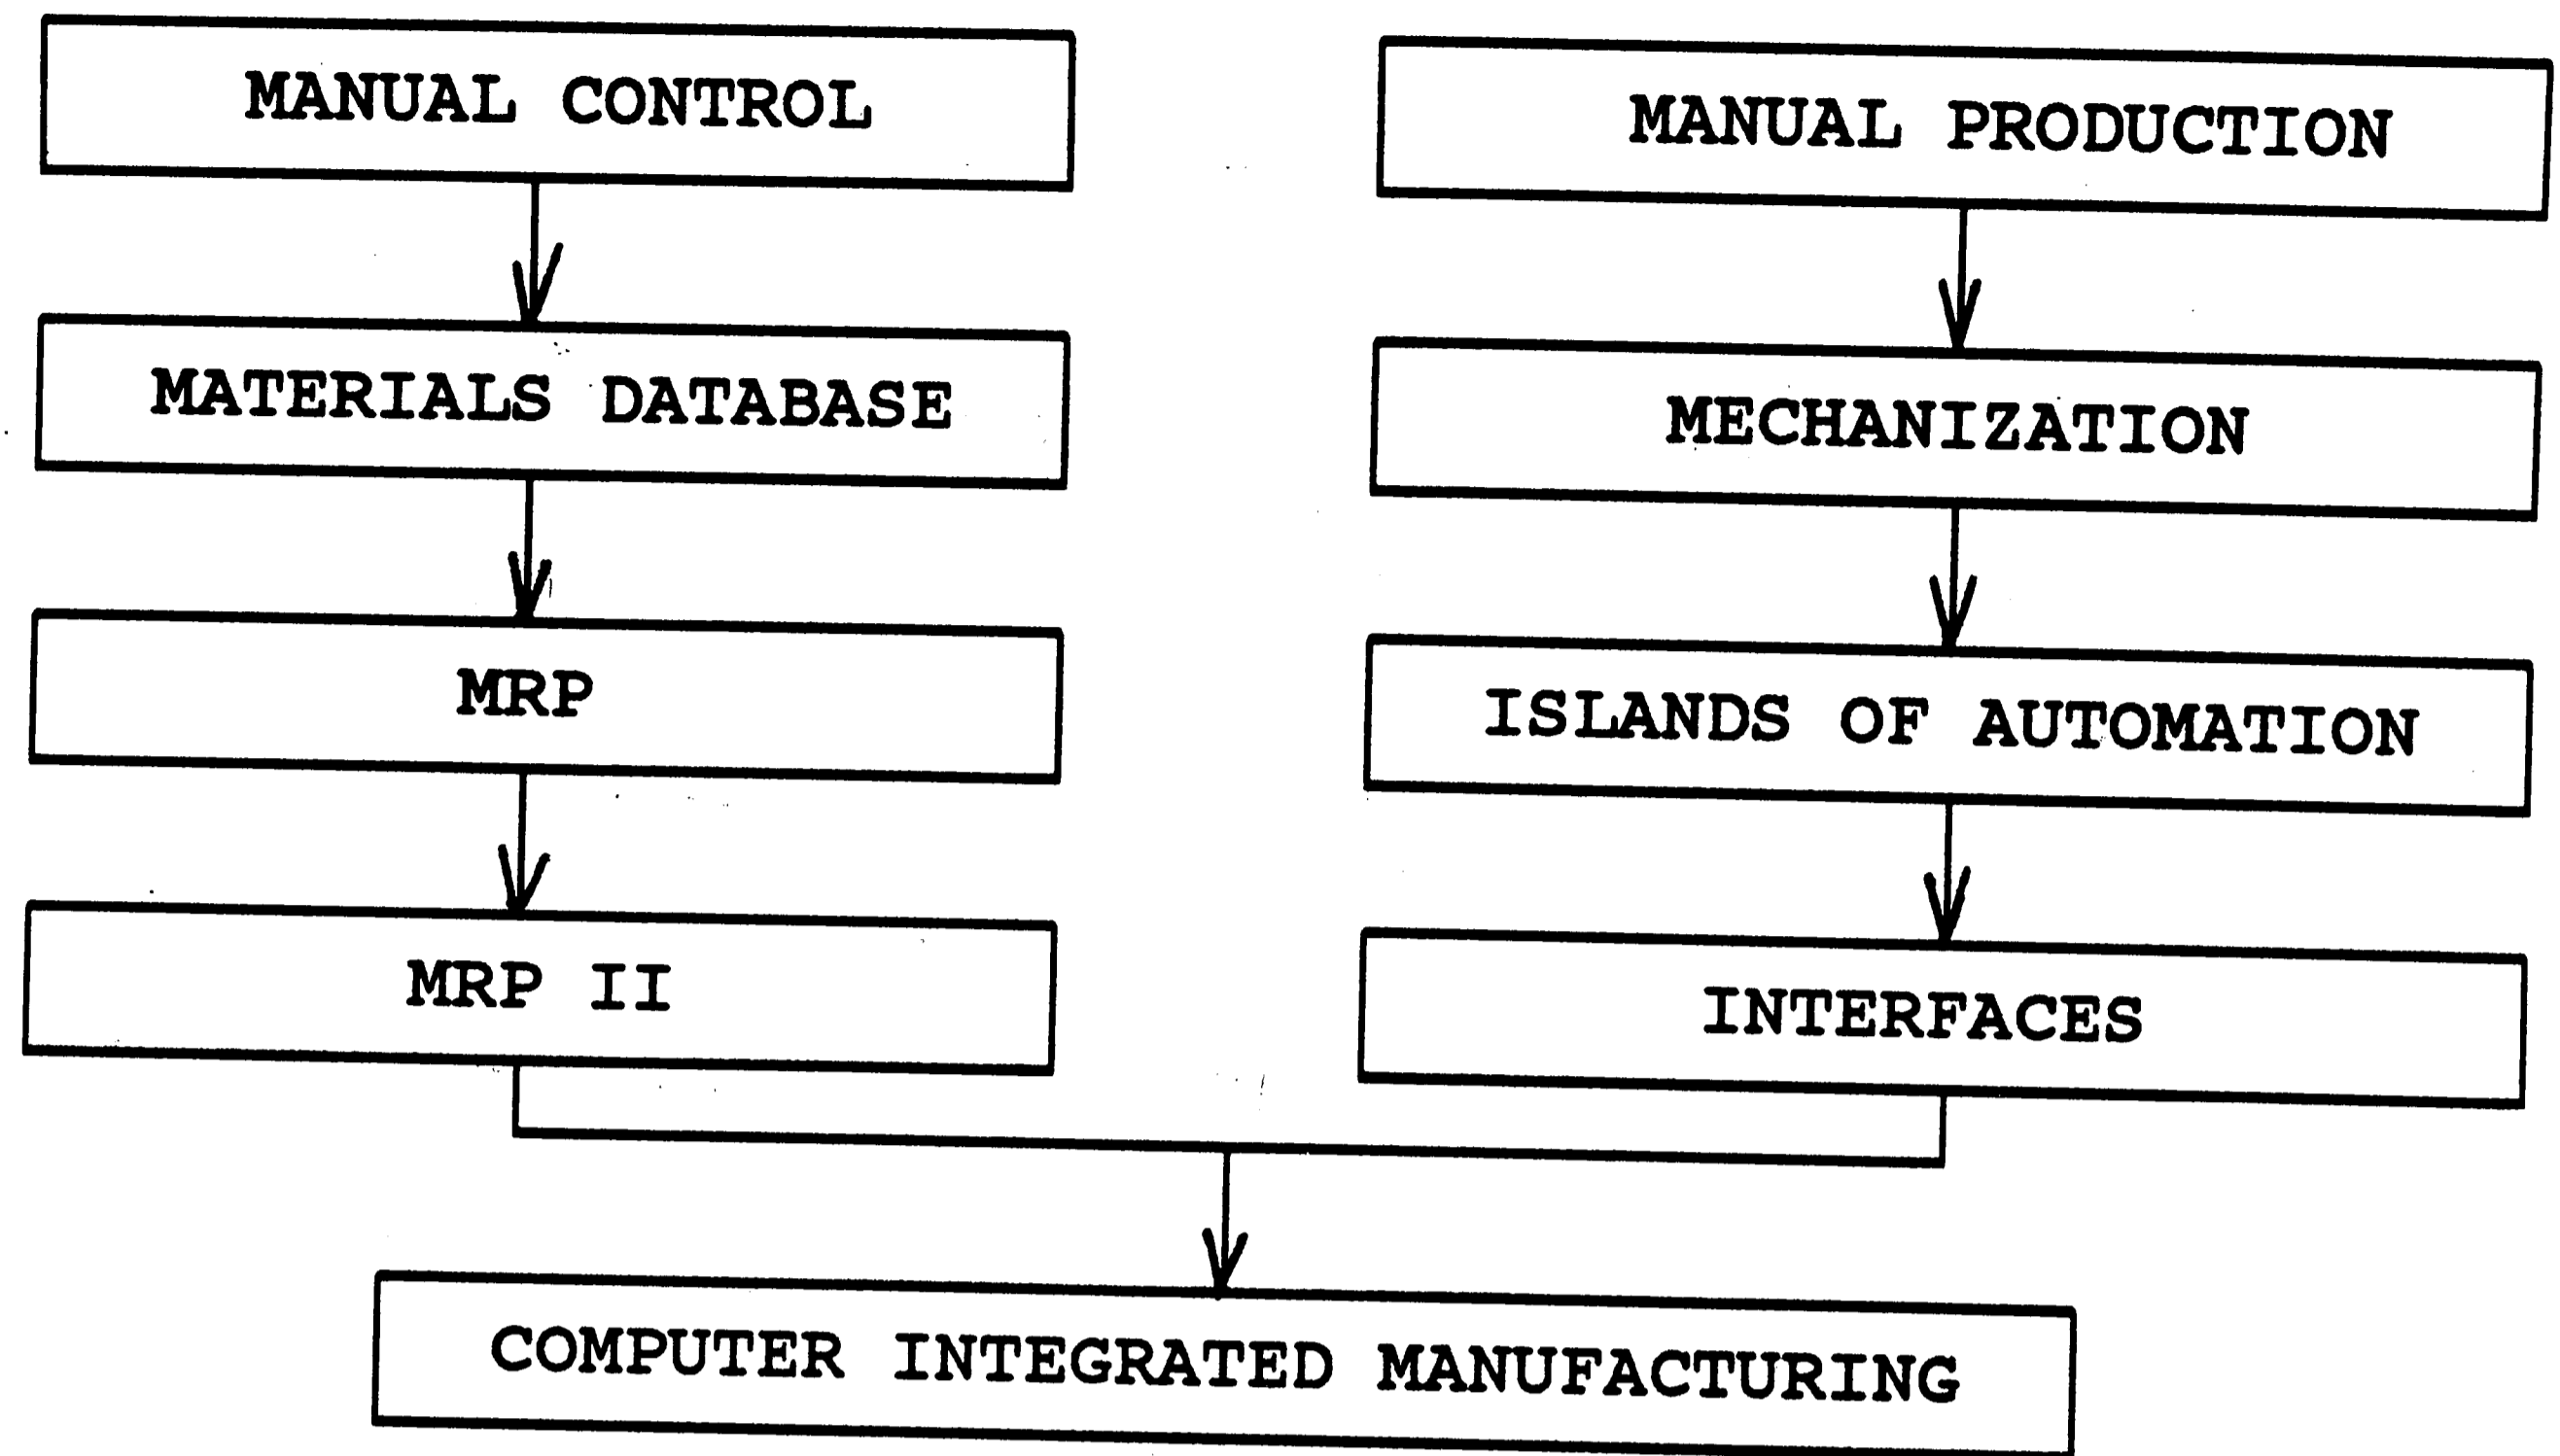 MANUAL CONTROL
MATERIALS DATABASE
MRP
MRP II
MANUAL PRODUCTION
MECHANIZATION
ISLANDS OF AUTOMATION
INTERFACES
COMPUTER INTEGRATED MANUFACTURING